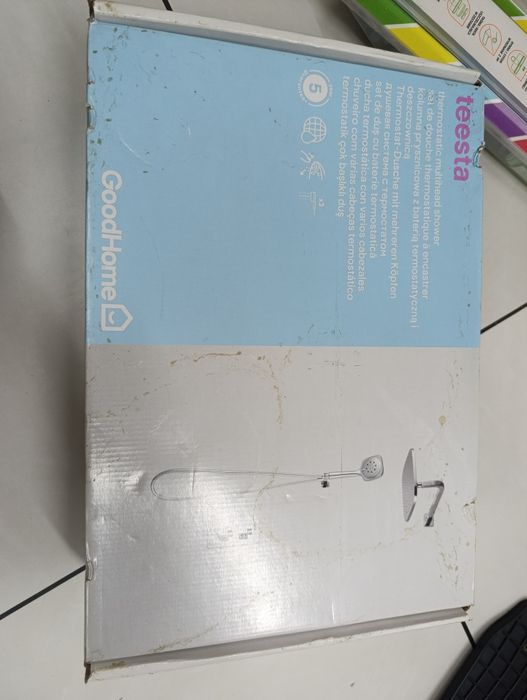 teesta
thermostatic multihead shower
set de douche thermostatique à encastrer
kolumna prysznicowa z baterią termostatyczną i
deszczownicą
Thermostat-Dusche mit mehreren Köpfen
душевая система с термостатом
set de duș cu baterie termostatică
ducha termostática con varios cabezales
chuveiro com várias cabeças termostático
termostatik çok başlıklı duş
5
x3
GoodHome